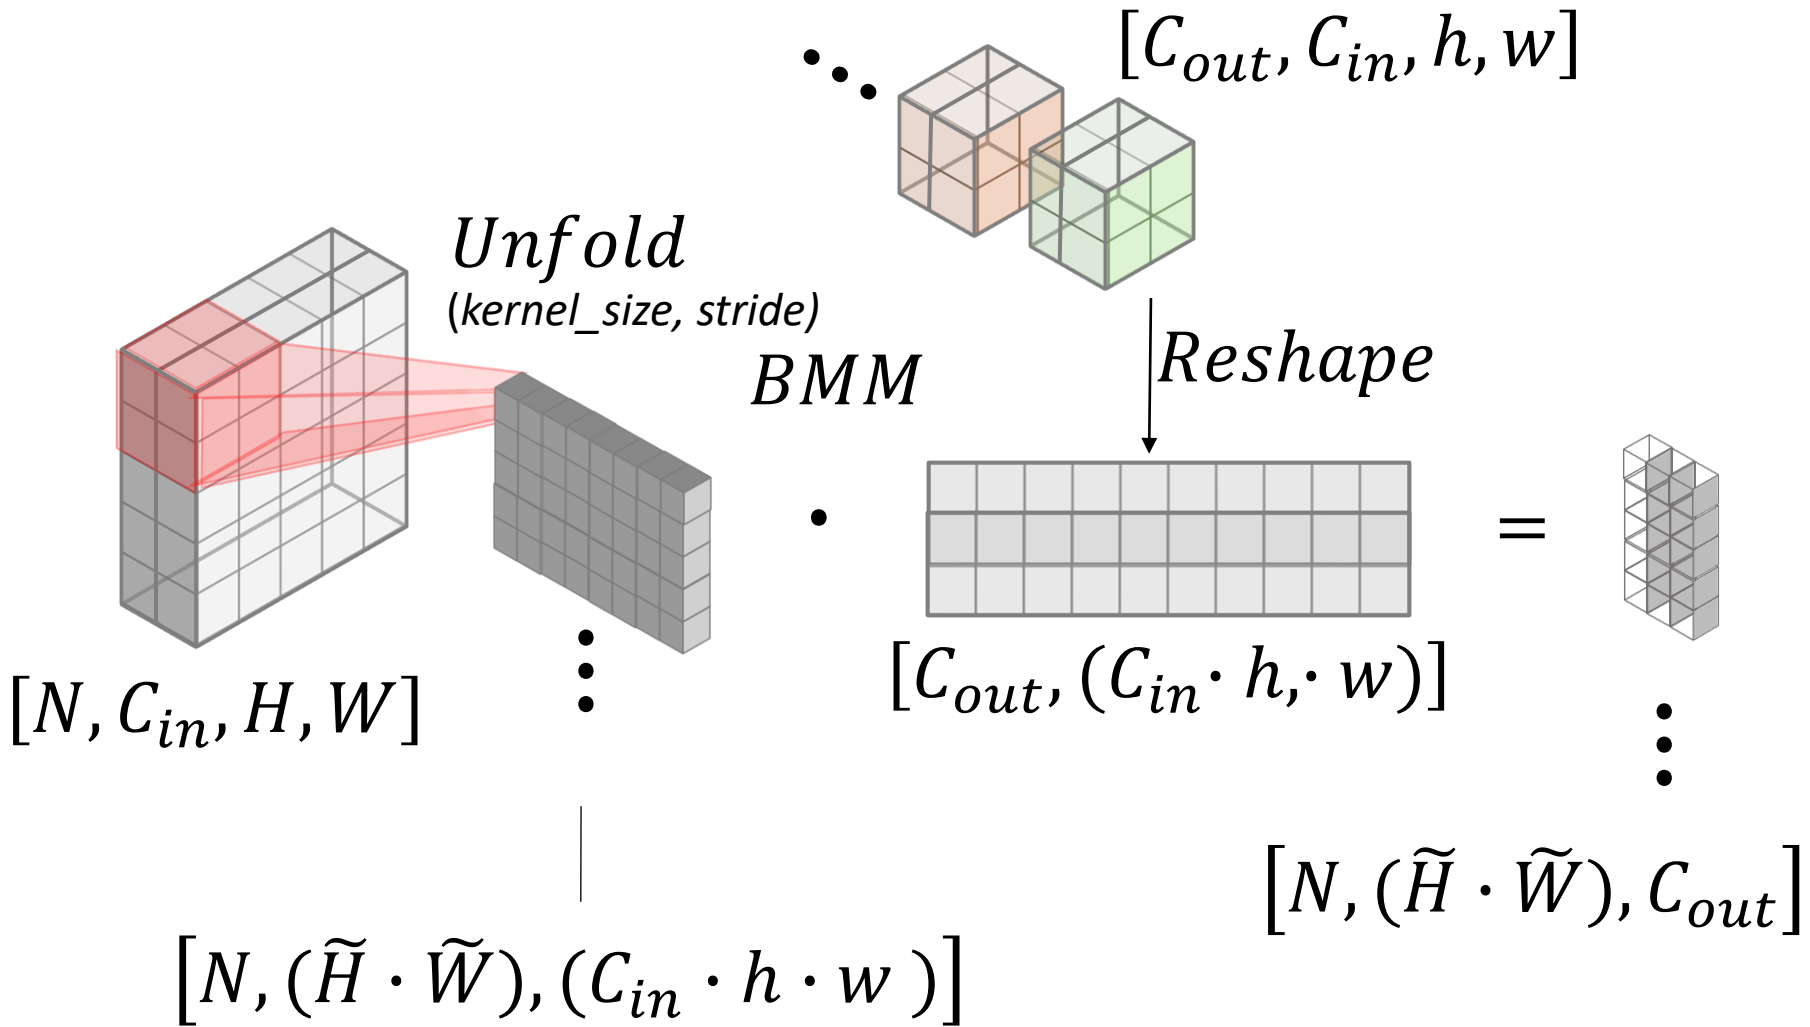 [C_out, C_in, h, w]
Unfold
(kernel_size, stride)
BMM
Reshape
·
=
[N, C_in, H, W]
[C_out, (C_in · h, · w)]
[N, (H̃ · W̃), C_out]
[N, (H̃ · W̃), (C_in · h · w )]